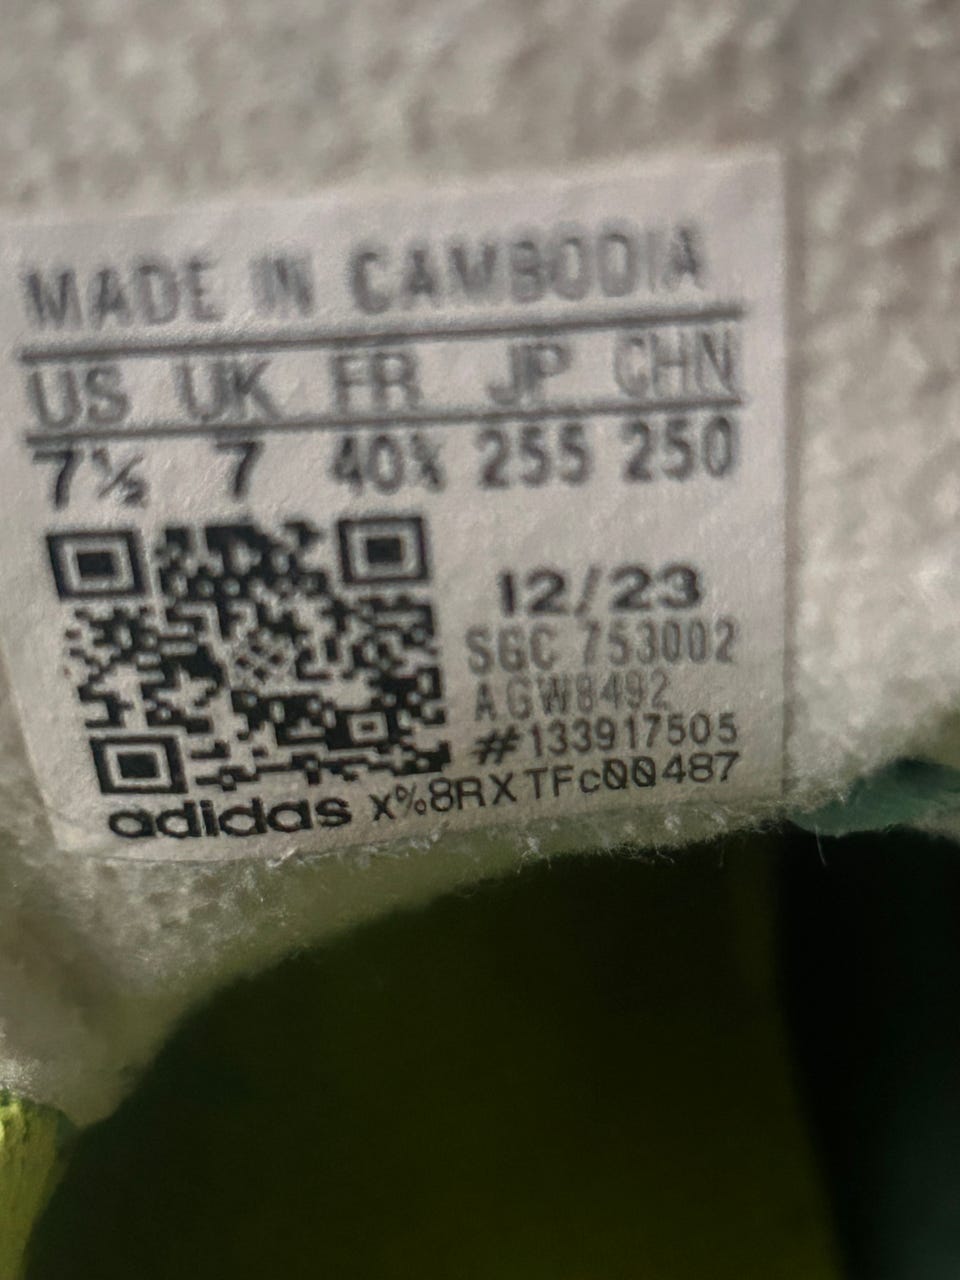 MADE IN CAMBODIA
US UK FR JP CHN
7½ 7 40⅔ 255 250
12/23
SGC 753002
AGW8492
#133917505
adidas X%8RXTFc00487